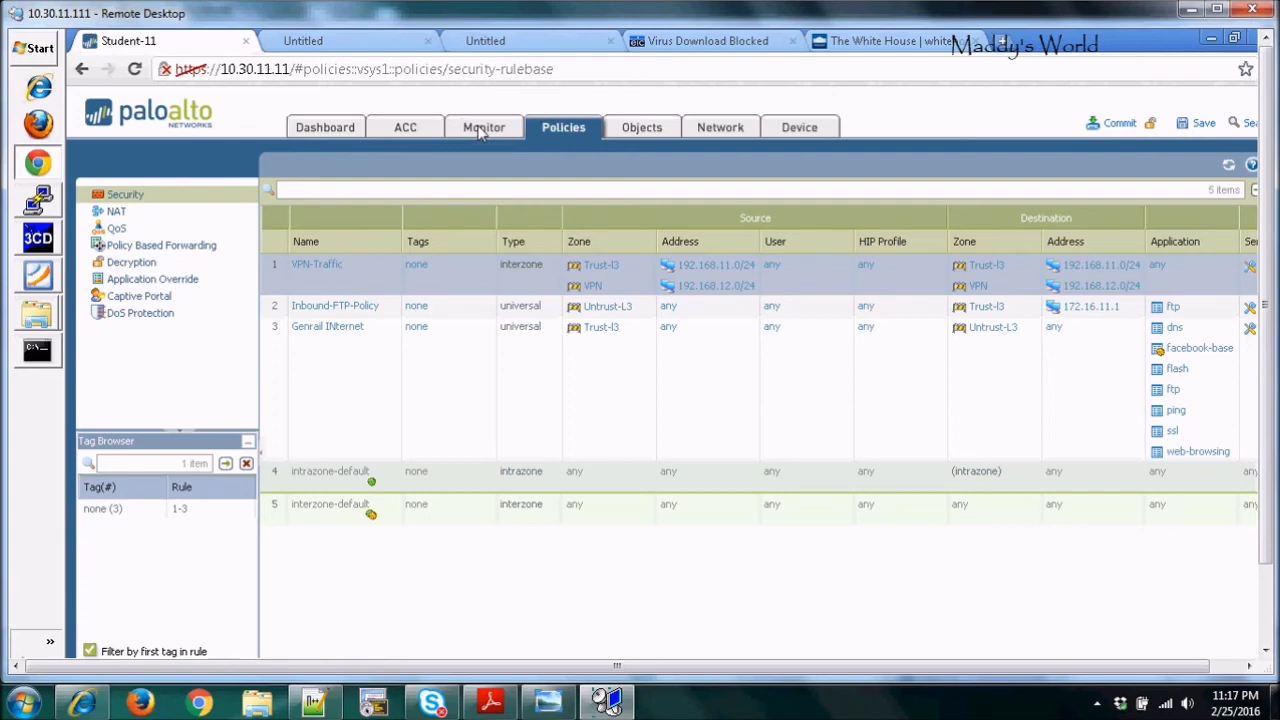 10.30.11.111 - Remote Desktop
Start
Student-11
Untitled
Untitled
GTC Virus Download Blocked
The White House | white
Maddy's World
https://10.30.11.11/#policies::vsys1::policies/security-rulebase
paloalto
NETWORKS
Dashboard ACC Monitor Policies Objects Network Device
Commit Save Sea
Security
NAT
QoS
Policy Based Forwarding
Decryption
Application Override
Captive Portal
DoS Protection
5 items
Source Destination
Name Tags Type Zone Address User HIP Profile Zone Address Application Ser
1 VPN-Traffic none interzone Trust-l3 192.168.11.0/24 any any Trust-l3 192.168.11.0/24 any
VPN 192.168.12.0/24 VPN 192.168.12.0/24
2 Inbound-FTP-Policy none universal Untrust-L3 any any any Trust-l3 172.16.11.1 ftp
3 Genrail INternet none universal Trust-l3 any any any Untrust-L3 any dns
facebook-base
flash
ftp
ping
ssl
web-browsing
4 intrazone-default none intrazone any any any any (intrazone) any any any
5 interzone-default none interzone any any any any any any any any
Tag Browser
1 item
Tag(#) Rule
none (3) 1-3
Filter by first tag in rule
3CD
C:\
11:17 PM
2/25/2016